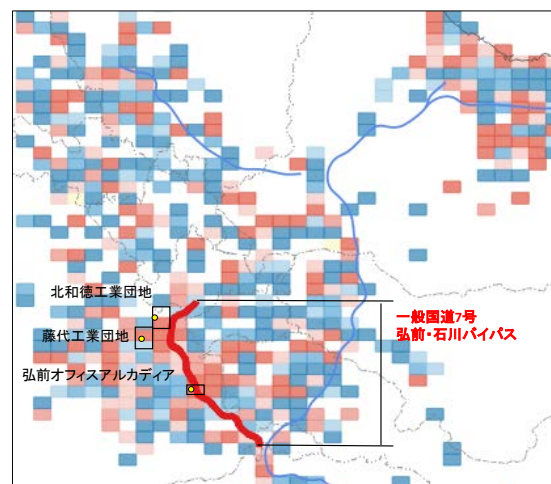 北和徳工業団地
藤代工業団地
弘前オフィスアルカディア
一般国道7号
弘前・石川バイパス